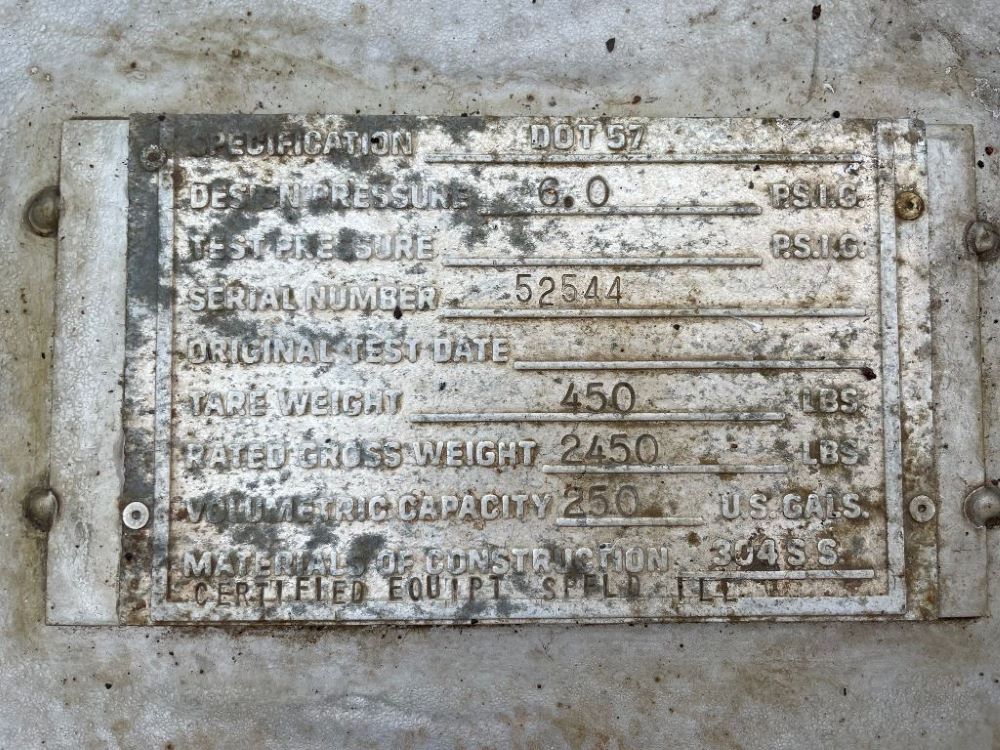 SPECIFICATION DOT 57
DESIGN PRESSURE 6.0 P.S.I.G.
TEST PRESSURE P.S.I.G.
SERIAL NUMBER 52544
ORIGINAL TEST DATE
TARE WEIGHT 450 LBS.
RATED GROSS WEIGHT 2450 LBS.
VOLUMETRIC CAPACITY 250 U.S. GALS.
MATERIALS OF CONSTRUCTION 304 S.S.
CERTIFIED EQUIPT SPFLD ILL